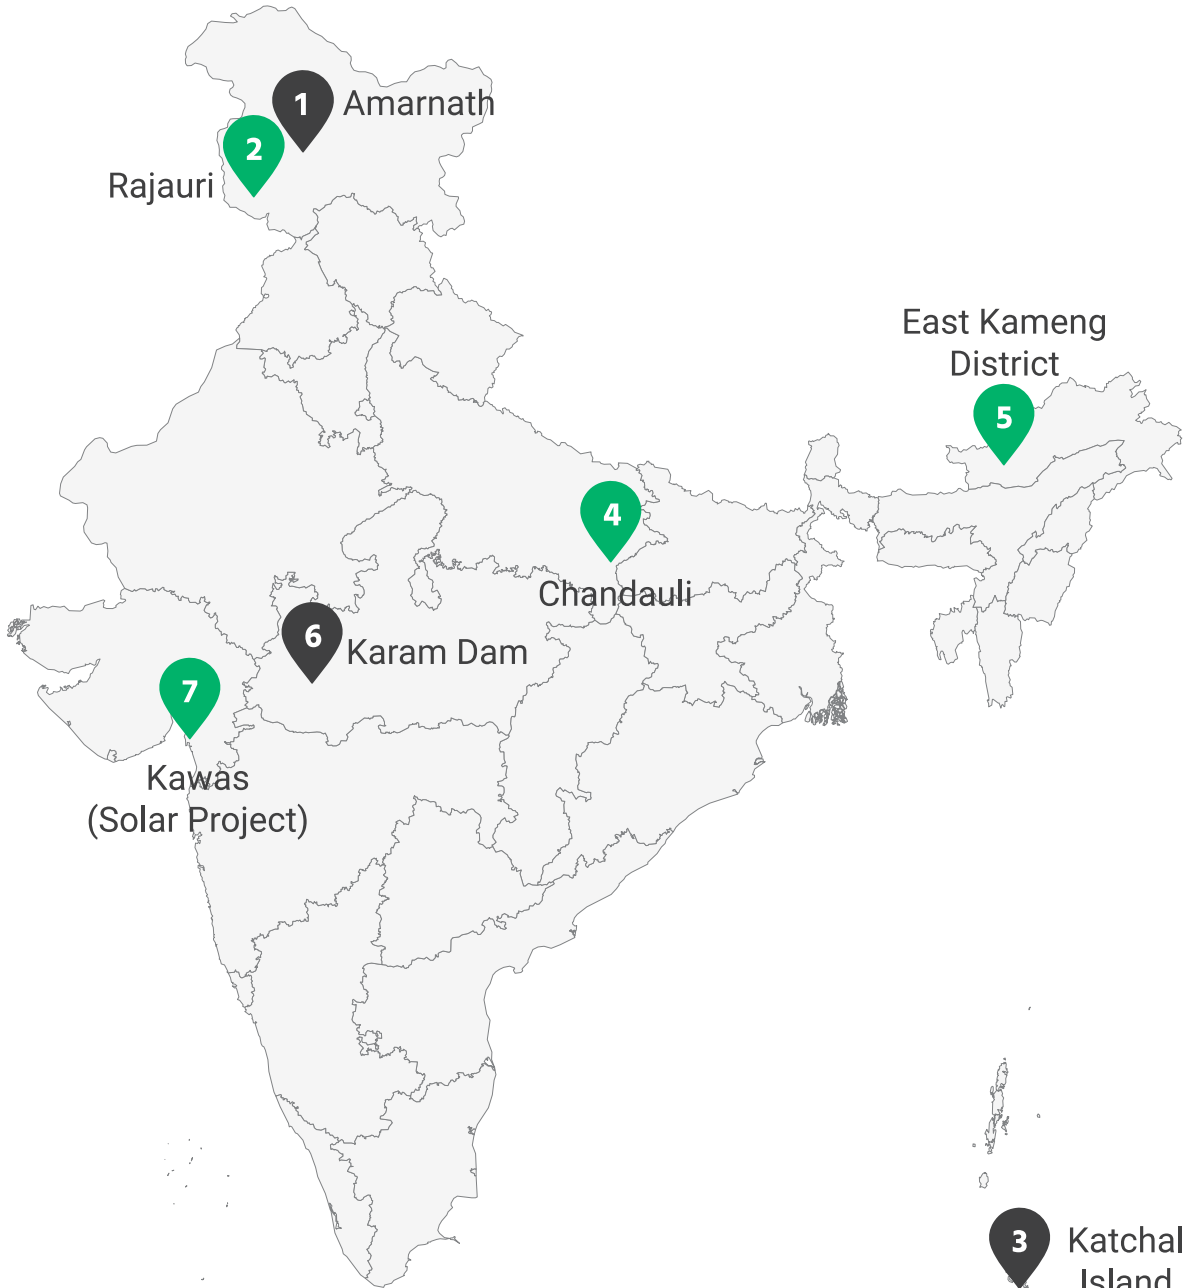 1
Amarnath
2
Rajauri
East Kameng
District
5
4
Chandauli
6
Karam Dam
7
Kawas
(Solar Project)
3
Katchal
Island